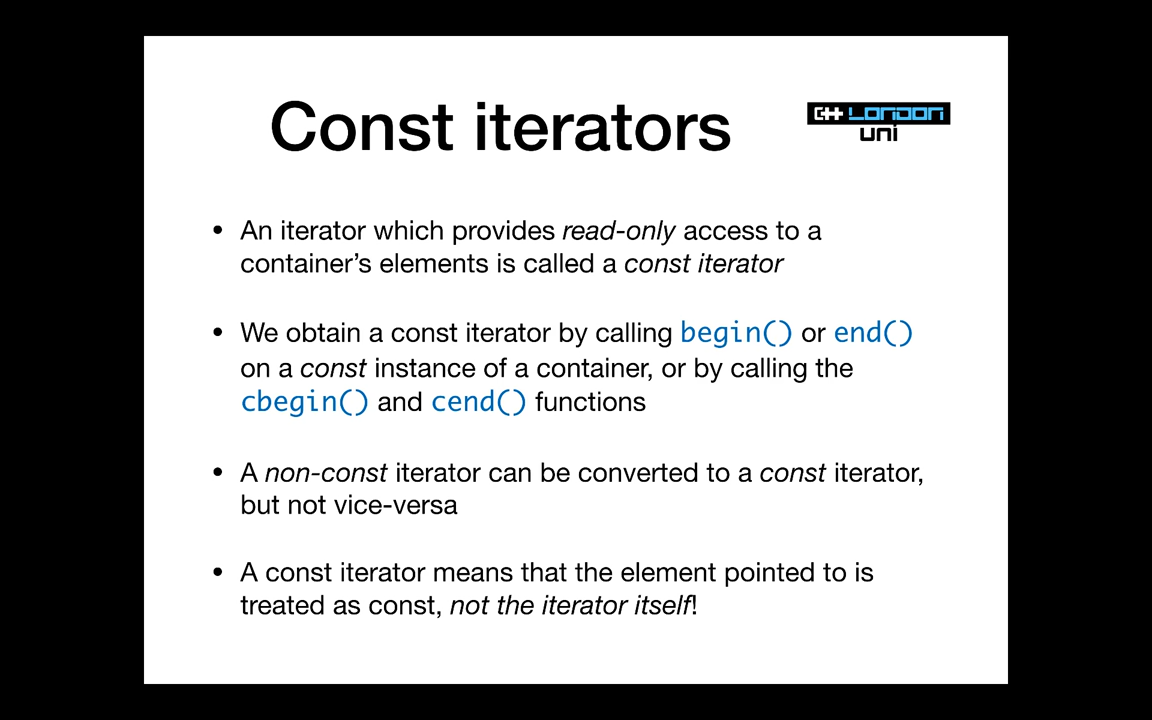 Const iterators
C++ LONDON
uni
• An iterator which provides read-only access to a
container’s elements is called a const iterator
• We obtain a const iterator by calling begin() or end()
on a const instance of a container, or by calling the
cbegin() and cend() functions
• A non-const iterator can be converted to a const iterator,
but not vice-versa
• A const iterator means that the element pointed to is
treated as const, not the iterator itself!